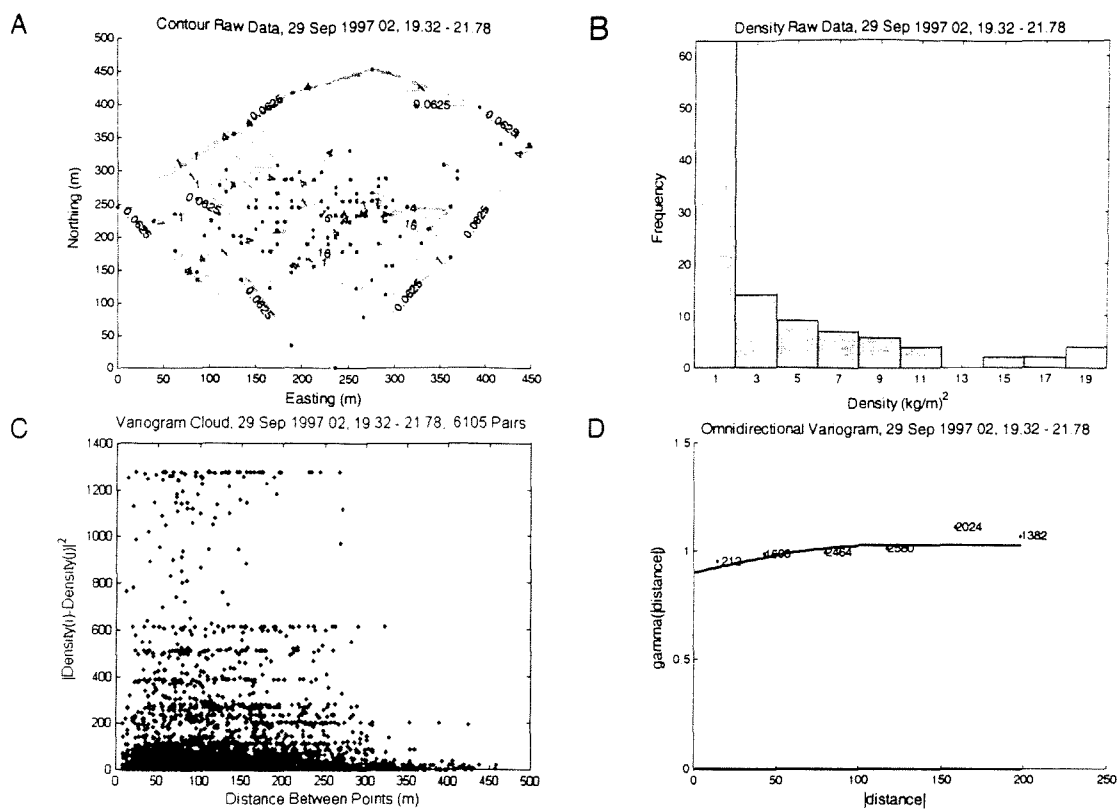 A
Contour Raw Data, 29 Sep 1997 02, 19.32 - 21.78
500
450
400
350
300
250
200
150
100
50
0
Northing (m)
0.0625
0.0625
0.0625
0.0625
0.0625
0.0625
0.0625
0.0625
1
1
4
4
16
16
1
0 50 100 150 200 250 300 350 400 450
Easting (m)
B
Density Raw Data, 29 Sep 1997 02, 19.32 - 21.78
60
50
40
30
20
10
0
Frequency
1 3 5 7 9 11 13 15 17 19
Density (kg/m)²
C
Variogram Cloud, 29 Sep 1997 02, 19.32 - 21.78, 6105 Pairs
1400
1200
1000
800
600
400
200
0
|Density(i)-Density(j)|²
0 50 100 150 200 250 300 350 400 450 500
Distance Between Points (m)
D
Omnidirectional Variogram, 29 Sep 1997 02, 19.32 - 21.78
1.5
1
0.5
0
gamma(|distance|)
212
2464
2580
2024
1382
0 50 100 150 200 250
|distance|